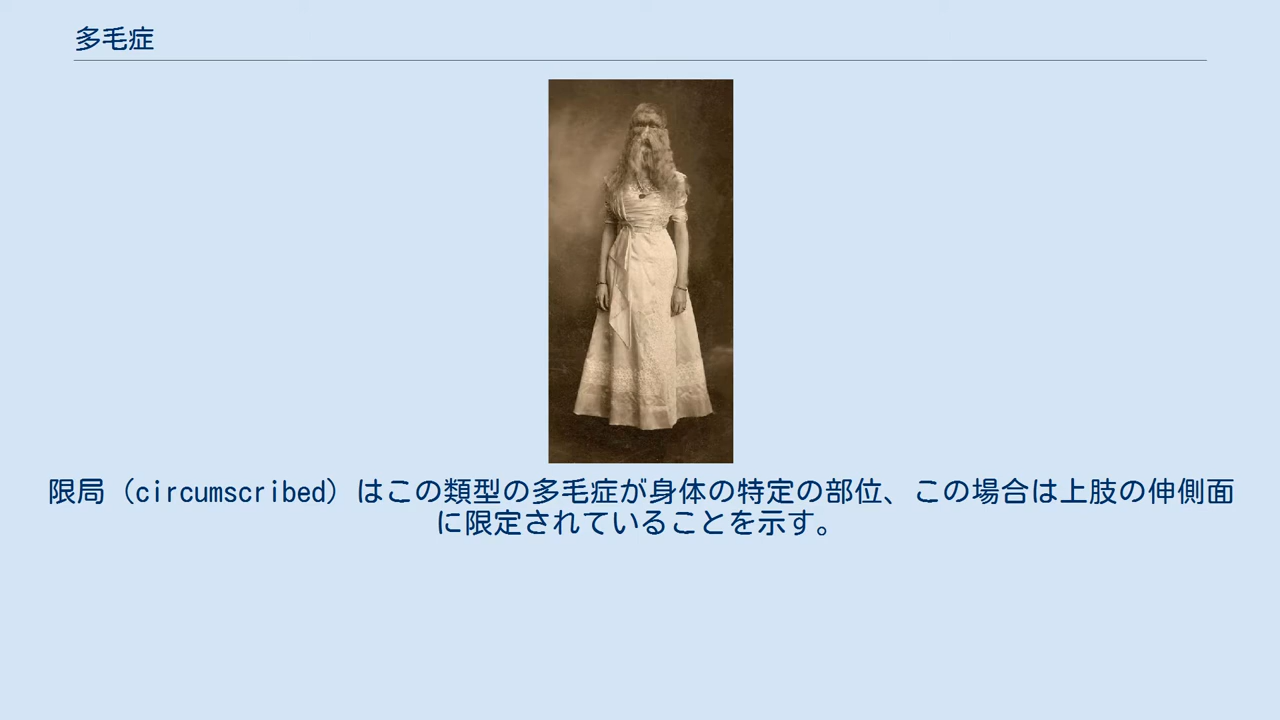 多毛症
限局（circumscribed）はこの類型の多毛症が身体の特定の部位、この場合は上肢の伸側面
に限定されていることを示す。